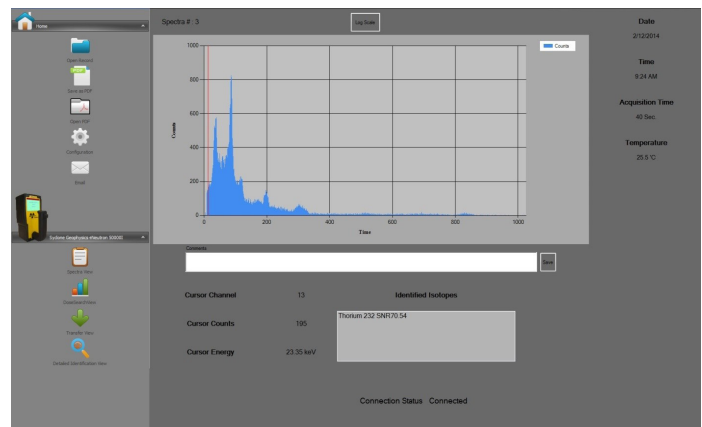 Home
Open Record
Save as PDF
Open PDF
Configuration
Email
Spectra View
Transfer View
Detailed Identification View
Spectra # : 3
Log Scale
Counts
1000
800
600
400
200
0
Counts
0
200
400
600
800
1000
Time
Comments
Save
Cursor Channel 13
Cursor Counts 195
Cursor Energy 23.35 keV
Identified Isotopes
Thorium 232 SNR70.54
Connection Status Connected
Date
2/12/2014
Time
9:24 AM
Acquisition Time
40 Sec
Temperature
25.5 °C